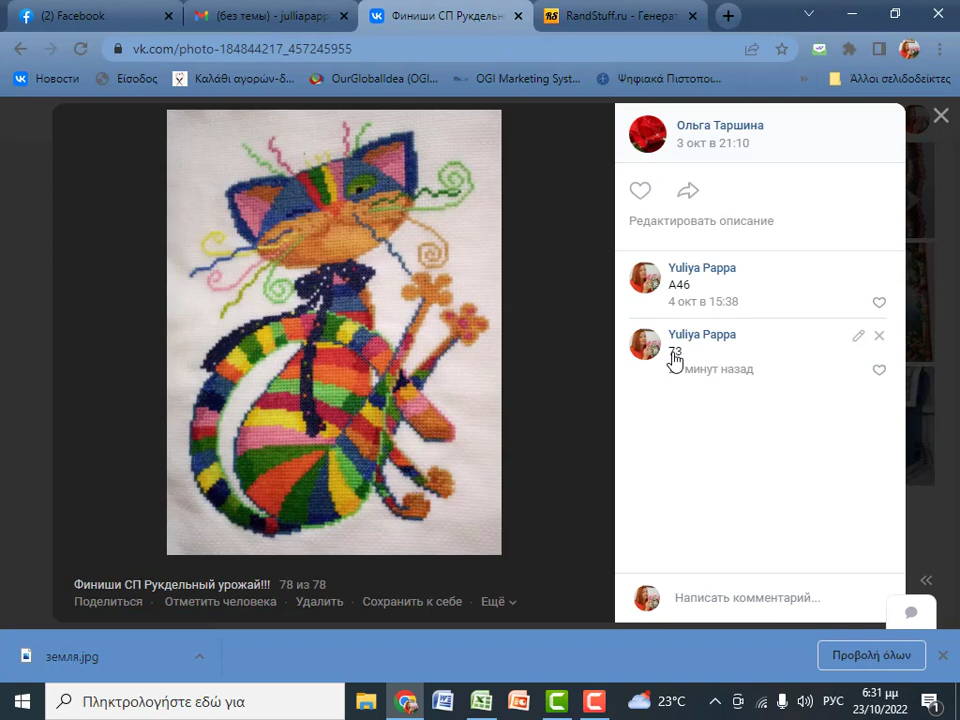 (2) Facebook
(без темы) - julliapapp
Финиши СП Рукдельн
RS
RandStuff.ru - Генерат
vk.com/photo-184844217_457245955
Новости
Είσοδος
Καλάθι αγορών-δ...
OurGlobalIdea (OGI...
OGI Marketing Syst...
Ψηφιακά Πιστοπο...
»
Άλλοι σελιδοδείκτες
Ольга Таршина
3 окт в 21:10
Редактировать описание
Yuliya Pappa
А46
4 окт в 15:38
Yuliya Pappa
73
минут назад
Финиши СП Рукдельный урожай!!! 78 из 78
Поделиться · Отметить человека · Удалить · Сохранить к себе · Ещё
Написать комментарий...
земля.jpg
Προβολή όλων
Πληκτρολογήστε εδώ για
23°C
РУС
6:31 μμ
23/10/2022
1